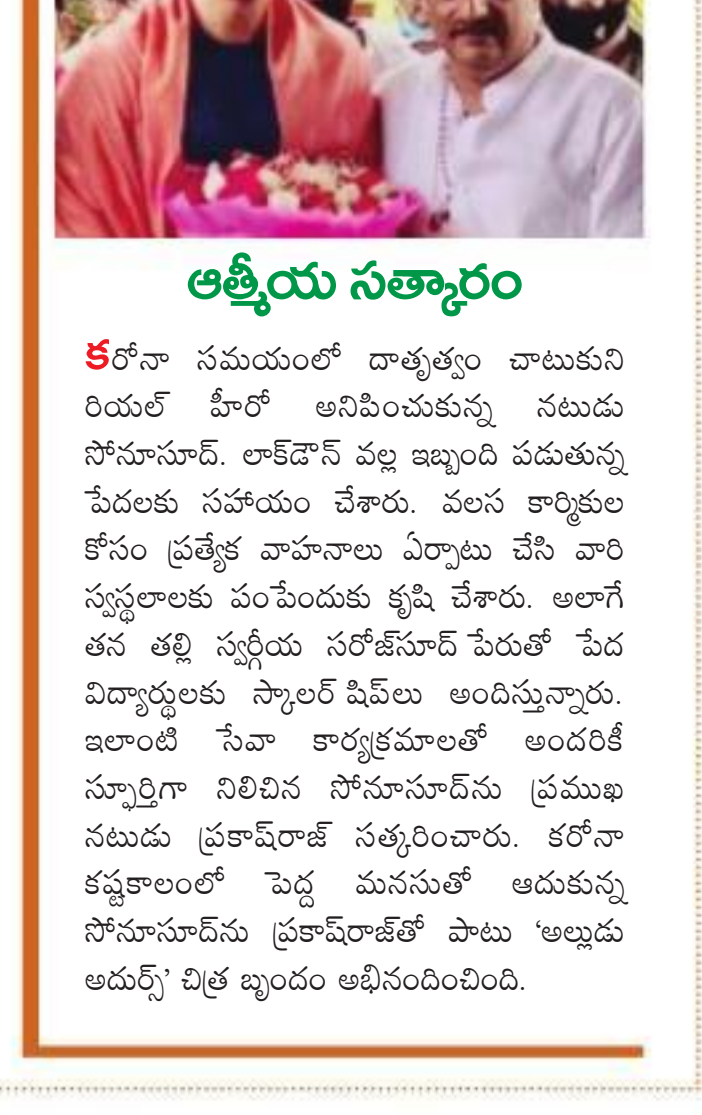 ఆత్మీయ సత్కారం
కరోనా సమయంలో దాతృత్వం చాటుకుని
రియల్ హీరో అనిపించుకున్న నటుడు
సోనూసూద్. లాక్‌డౌన్ వల్ల ఇబ్బంది పడుతున్న
పేదలకు సహాయం చేశారు. వలస కార్మికుల
కోసం ప్రత్యేక వాహనాలు ఏర్పాటు చేసి వారి
స్వస్థలాలకు పంపేందుకు కృషి చేశారు. అలాగే
తన తల్లి స్వర్గీయ సరోజ్‌సూద్ పేరుతో పేద
విద్యార్థులకు స్కాలర్ షిప్‌లు అందిస్తున్నారు.
ఇలాంటి సేవా కార్యక్రమాలతో అందరికీ
స్ఫూర్తిగా నిలిచిన సోనూసూద్‌ను ప్రముఖ
నటుడు ప్రకాష్‌రాజ్ సత్కరించారు. కరోనా
కష్టకాలంలో పెద్ద మనసుతో ఆదుకున్న
సోనూసూద్‌ను ప్రకాష్‌రాజ్‌తో పాటు ‘అల్లుడు
అదుర్స్’ చిత్ర బృందం అభినందించింది.